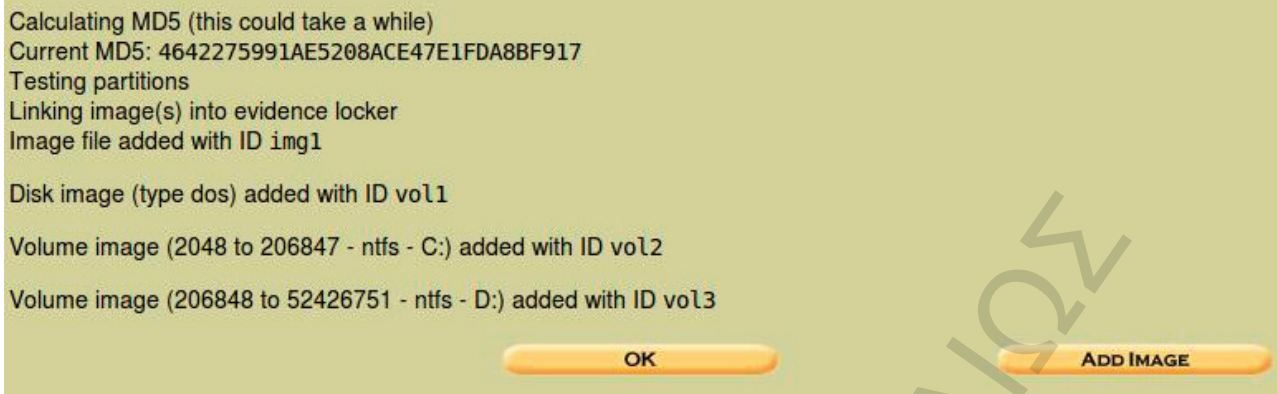 Calculating MD5 (this could take a while)
Current MD5: 4642275991AE5208ACE47E1FDA8BF917
Testing partitions
Linking image(s) into evidence locker
Image file added with ID img1
Disk image (type dos) added with ID vol1
Volume image (2048 to 206847 - ntfs - C:) added with ID vol2
Volume image (206848 to 52426751 - ntfs - D:) added with ID vol3
OK
ADD IMAGE